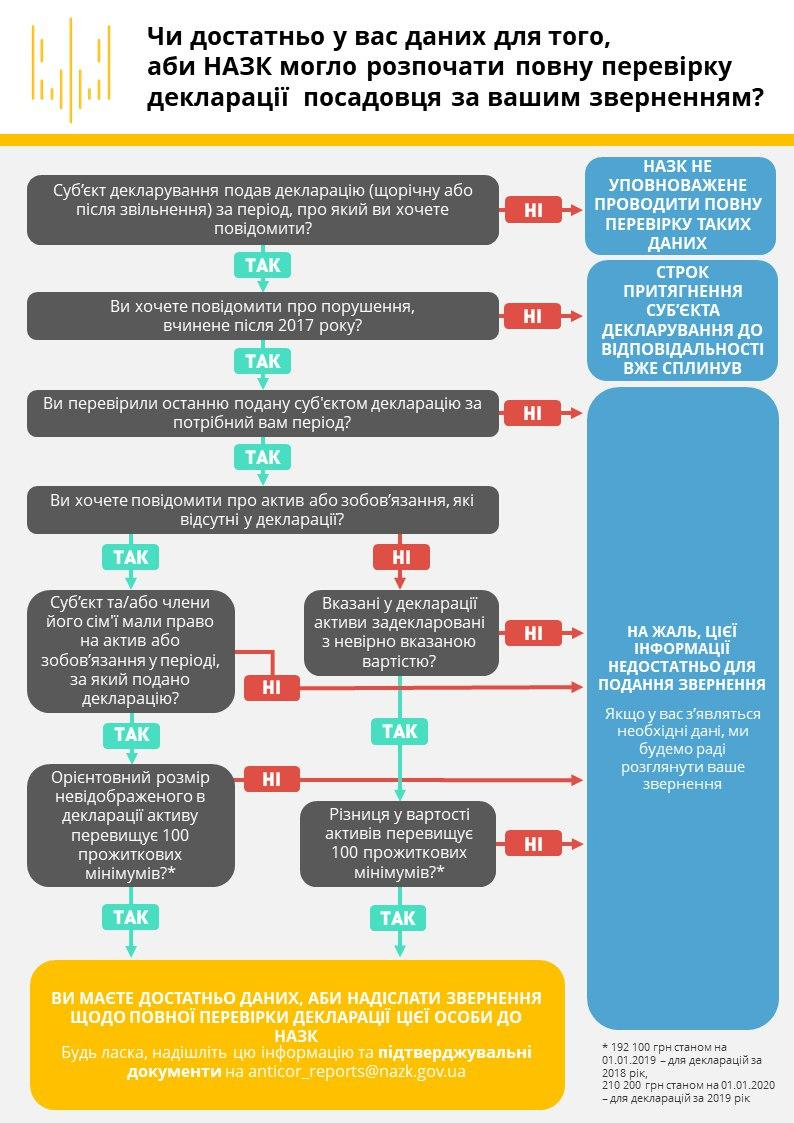 Чи достатньо у вас даних для того,
аби НАЗК могло розпочати повну перевірку
декларації посадовця за вашим зверненням?
Суб’єкт декларування подав декларацію (щорічну або
після звільнення) за період, про який ви хочете
повідомити?
НІ
НАЗК НЕ
УПОВНОВАЖЕНЕ
ПРОВОДИТИ ПОВНУ
ПЕРЕВІРКУ ТАКИХ
ДАНИХ
ТАК
Ви хочете повідомити про порушення,
вчинене після 2017 року?
НІ
СТРОК
ПРИТЯГНЕННЯ
СУБ’ЄКТА
ДЕКЛАРУВАННЯ ДО
ВІДПОВІДАЛЬНОСТІ
ВЖЕ СПЛИНУВ
ТАК
Ви перевірили останню подану суб'єктом декларацію за
потрібний вам період?
НІ
ТАК
Ви хочете повідомити про актив або зобов’язання, які
відсутні у декларації?
ТАК
НІ
Суб’єкт та/або члени
його сім'ї мали право
на актив або
зобов’язання у періоді,
за який подано
декларацію?
Вказані у декларації
активи задекларовані
з невірно вказаною
вартістю?
НІ
НІ
НА ЖАЛЬ, ЦІЄЇ
ІНФОРМАЦІЇ
НЕДОСТАТНЬО ДЛЯ
ПОДАННЯ ЗВЕРНЕННЯ
Якщо у вас з’являться
необхідні дані, ми
будемо раді
розглянути ваше
звернення
ТАК
ТАК
Орієнтовний розмір
невідображеного в
декларації активу
перевищує 100
прожиткових
мінімумів?*
НІ
Різниця у вартості
активів перевищує
100 прожиткових
мінімумів?*
НІ
ТАК
ТАК
ВИ МАЄТЕ ДОСТАТНЬО ДАНИХ, АБИ НАДІСЛАТИ ЗВЕРНЕННЯ
ЩОДО ПОВНОЇ ПЕРЕВІРКИ ДЕКЛАРАЦІЇ ЦІЄЇ ОСОБИ ДО
НАЗК
Будь ласка, надішліть цю інформацію та підтверджувальні
документи на anticor_reports@nazk.gov.ua
* 192 100 грн станом на
01.01.2019 – для декларацій за
2018 рік,
210 200 грн станом на 01.01.2020
– для декларацій за 2019 рік